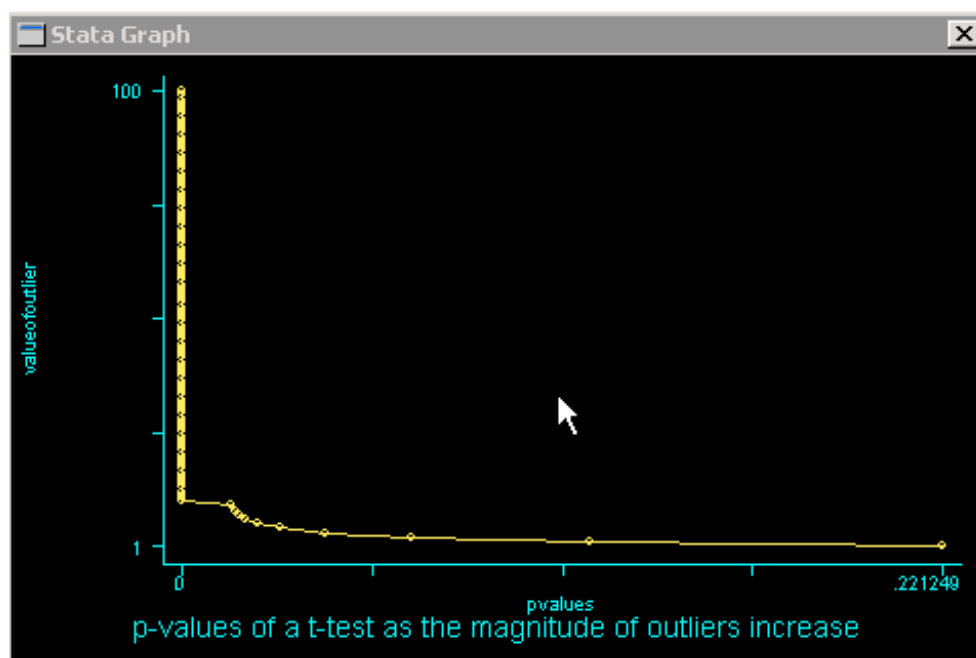 Stata Graph
100
valueofoutlier
1
0
.221249
pvalues
p-values of a t-test as the magnitude of outliers increase